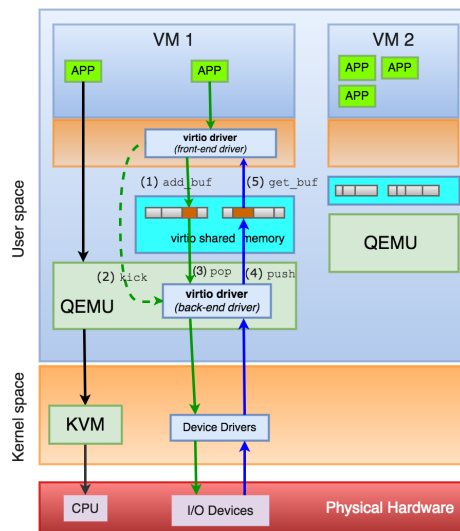 VM 1
VM 2
APP
APP
APP
APP
APP
virtio driver
(front-end driver)
(1) add_buf
(5) get_buf
virtio shared memory
User space
(2) kick
(3) pop
(4) push
QEMU
QEMU
virtio driver
(back-end driver)
Kernel space
KVM
Device Drivers
CPU
I/O Devices
Physical Hardware